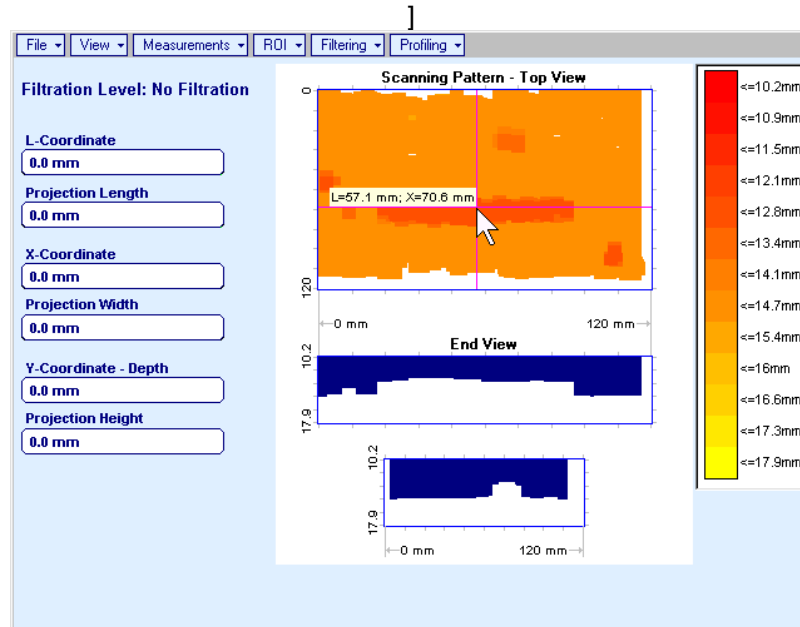 ]
File View Measurements ROI Filtering Profiling
Filtration Level: No Filtration
L-Coordinate
0.0 mm
Projection Length
0.0 mm
X-Coordinate
0.0 mm
Projection Width
0.0 mm
Y-Coordinate - Depth
0.0 mm
Projection Height
0.0 mm
Scanning Pattern - Top View
0
L=57.1 mm; X=70.6 mm
120
0 mm 120 mm
End View
10.2
17.9
10.2
17.9
0 mm 120 mm
<=10.2mm
<=10.9mm
<=11.5mm
<=12.1mm
<=12.8mm
<=13.4mm
<=14.1mm
<=14.7mm
<=15.4mm
<=16mm
<=16.6mm
<=17.3mm
<=17.9mm